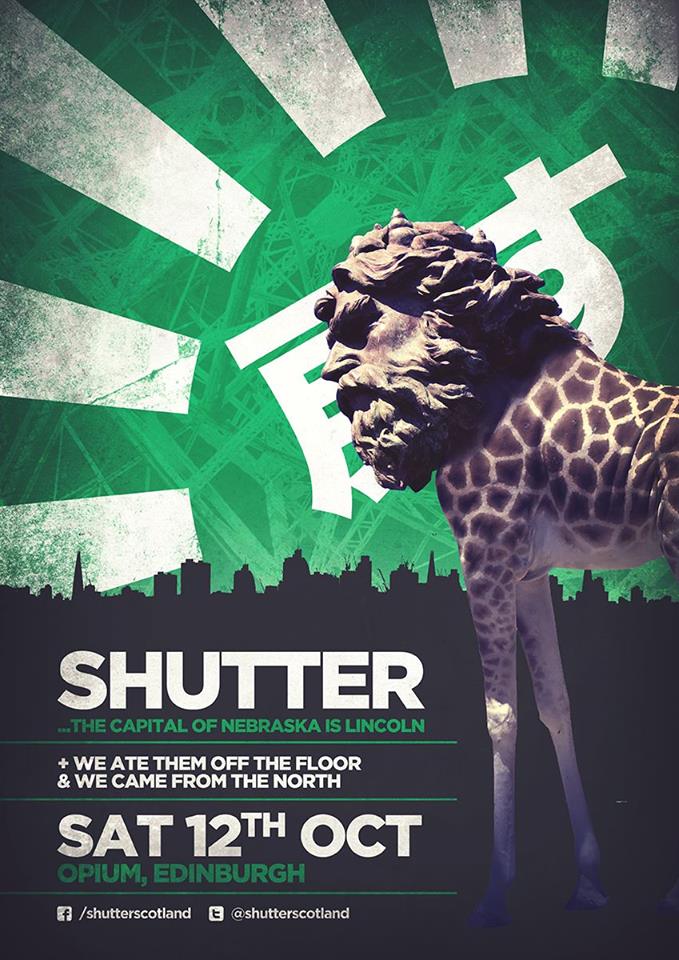 SHUTTER
...THE CAPITAL OF NEBRASKA IS LINCOLN
+ WE ATE THEM OFF THE FLOOR
& WE CAME FROM THE NORTH
SAT 12TH OCT
OPIUM, EDINBURGH
/shutterscotland @shutterscotland